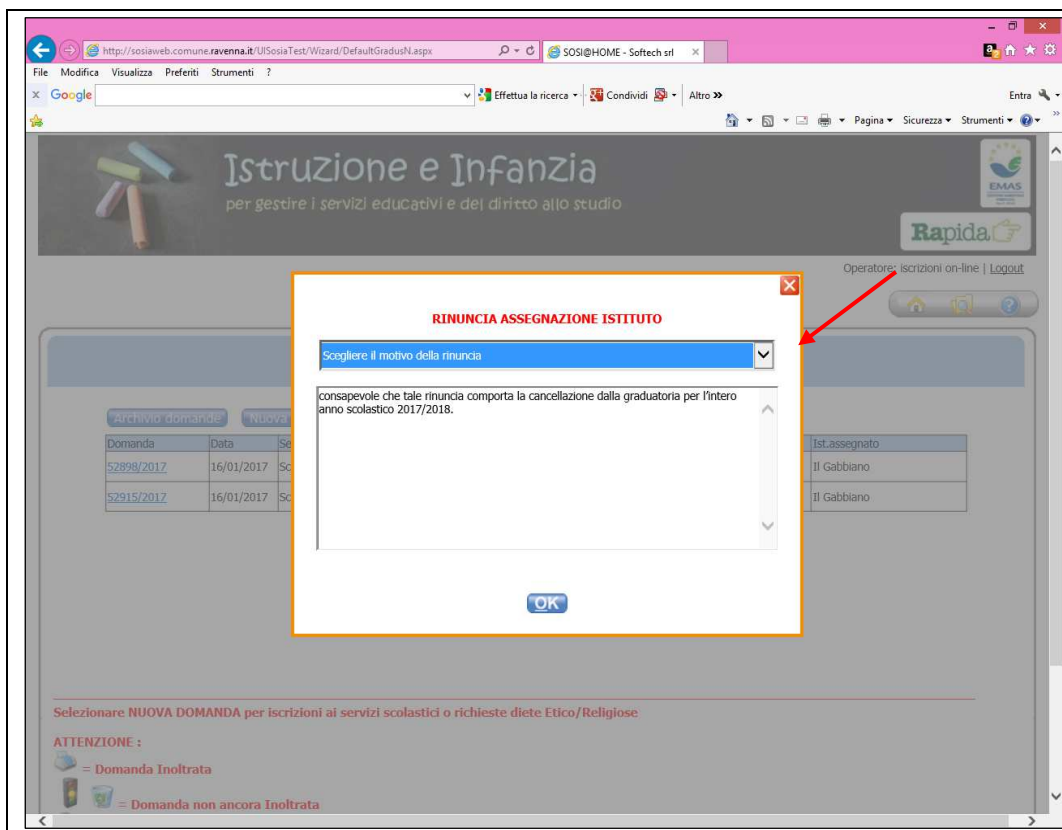 http://sosiaweb.comune.ravenna.it/UISosiaTest/Wizard/DefaultGradusN.aspx
SOSI@HOME - Softech srl
File Modifica Visualizza Preferiti Strumenti ?
x Google Effettua la ricerca Condividi Altro » Entra
Pagina Sicurezza Strumenti
Istruzione e Infanzia
per gestire i servizi educativi e del diritto allo studio
EMAS
Rapida
Operatore: iscrizioni on-line | Logout
RINUNCIA ASSEGNAZIONE ISTITUTO
Scegliere il motivo della rinuncia
consapevole che tale rinuncia comporta la cancellazione dalla graduatoria per l'intero
anno scolastico 2017/2018.
Archivio domande Nuova
Domanda Data Se Ist.assegnato
52898/2017 16/01/2017 Sc Il Gabbiano
52915/2017 16/01/2017 Sc Il Gabbiano
OK
Selezionare NUOVA DOMANDA per iscrizioni ai servizi scolastici o richieste diete Etico/Religiose
ATTENZIONE :
= Domanda Inoltrata
= Domanda non ancora Inoltrata